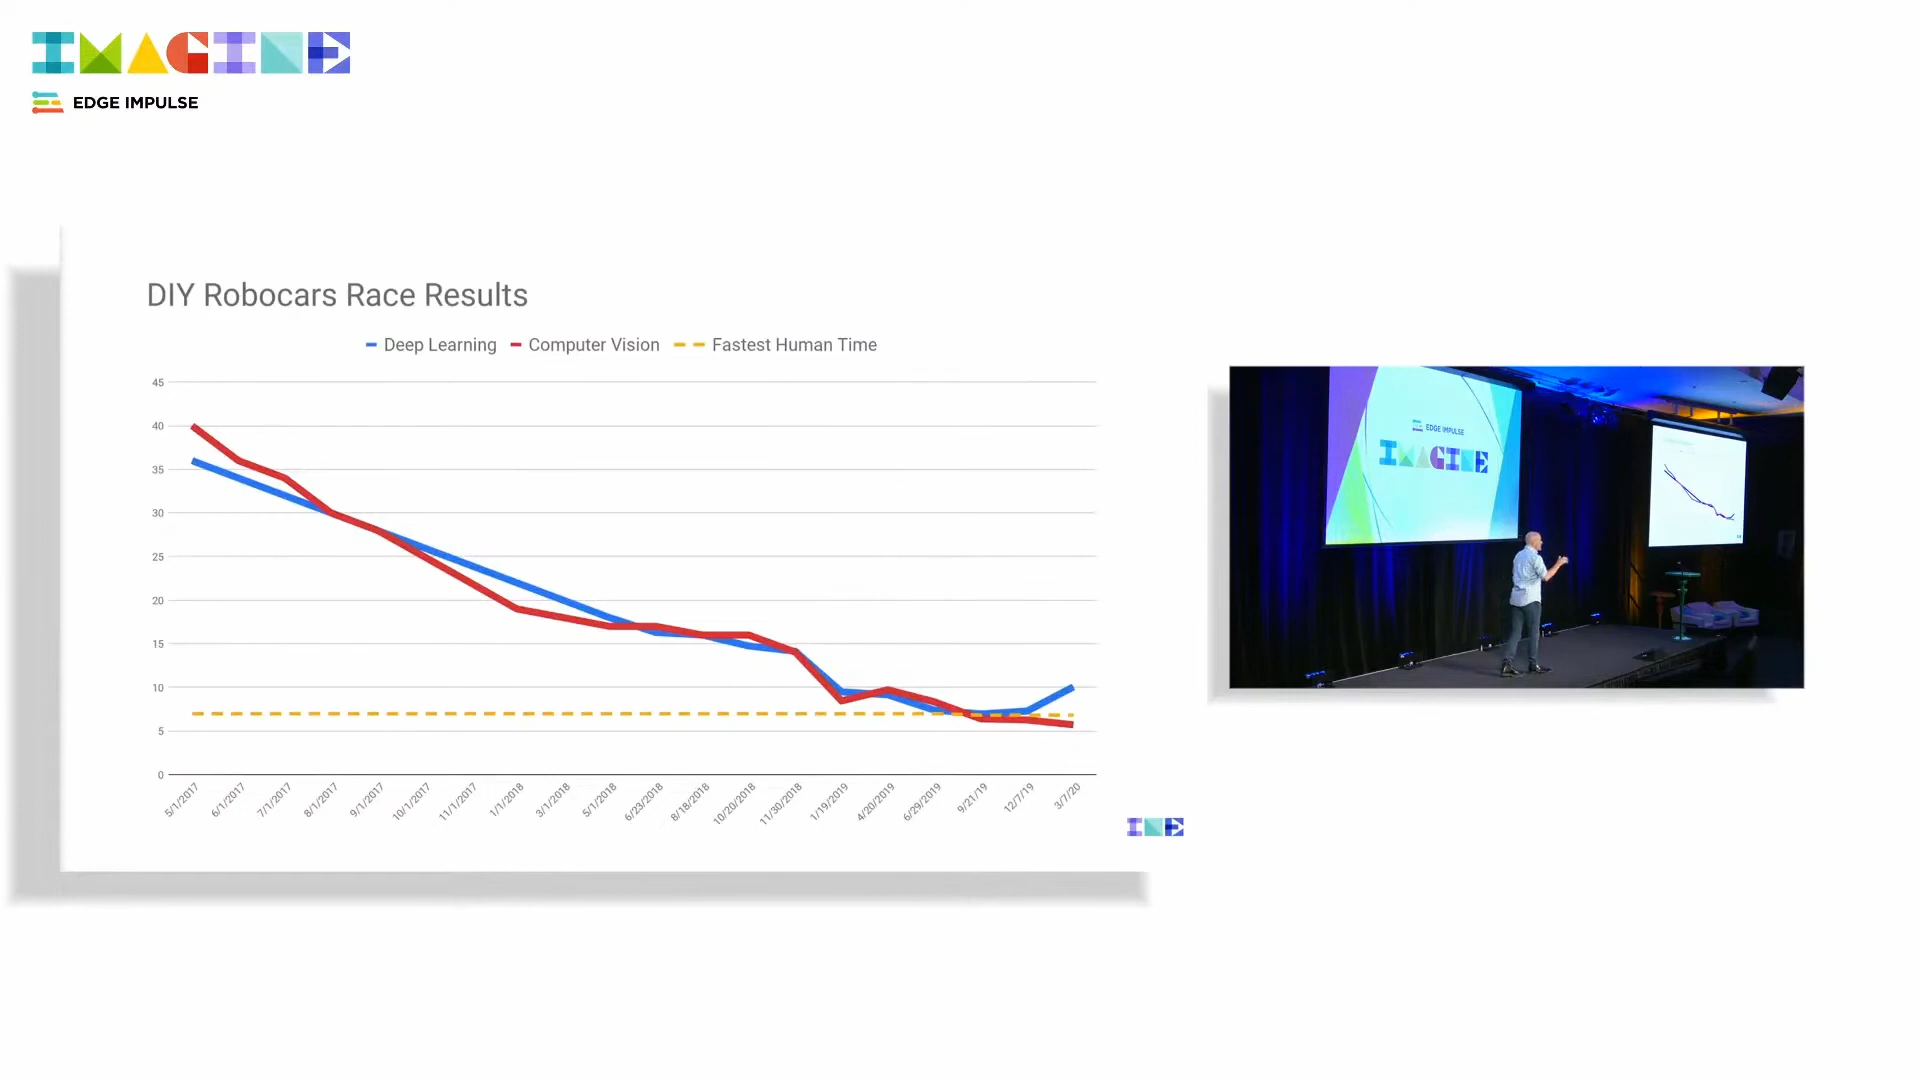 IMAGINE
EDGE IMPULSE
DIY Robocars Race Results
Deep Learning Computer Vision Fastest Human Time
45
40
35
30
25
20
15
10
5
0
5/1/2017 6/1/2017 7/1/2017 8/1/2017 9/1/2017 10/1/2017 11/1/2017 1/1/2018 3/1/2018 5/1/2018 6/23/2018 8/18/2018 10/20/2018 11/30/2018 1/19/2019 4/20/2019 6/29/2019 9/21/19 12/7/19 3/7/20
INE
EDGE IMPULSE
IMAGINE